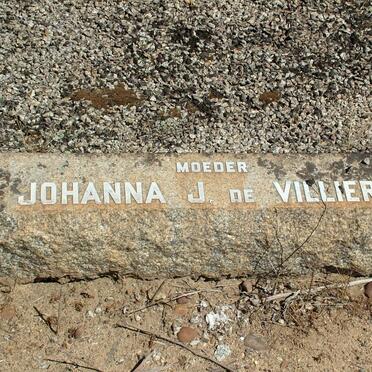 MOEDER
JOHANNA J. DE VILLIER